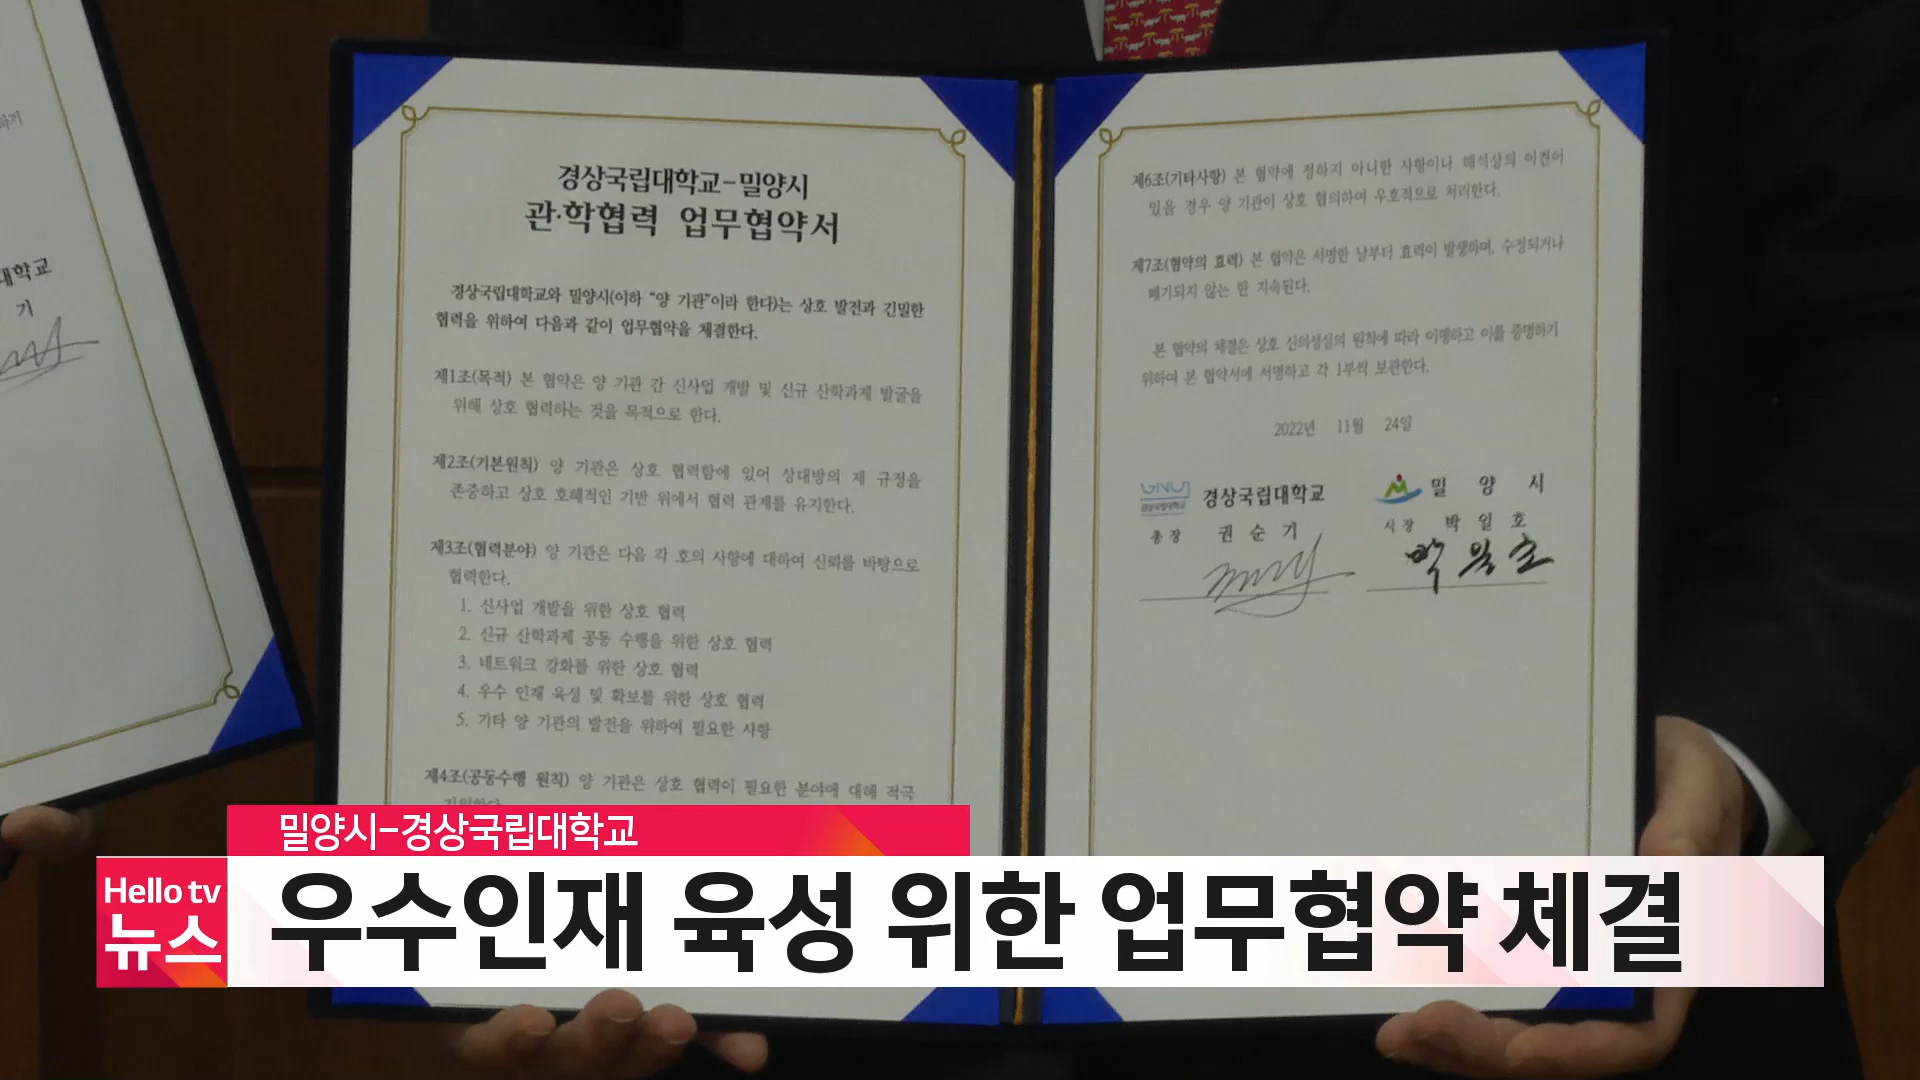 하기
대학교
기
경상국립대학교-밀양시
관·학협력 업무협약서
경상국립대학교와 밀양시(이하 "양 기관"이라 한다)는 상호 발전과 긴밀한
협력을 위하여 다음과 같이 업무협약을 체결한다.
제1조(목적) 본 협약은 양 기관 간 신사업 개발 및 신규 산학과제 발굴을
위해 상호 협력하는 것을 목적으로 한다.
제2조(기본원칙) 양 기관은 상호 협력함에 있어 상대방의 제 규정을
존중하고 상호 호혜적인 기반 위에서 협력 관계를 유지한다.
제3조(협력분야) 양 기관은 다음 각 호의 사항에 대하여 신뢰를 바탕으로
협력한다.
1. 신사업 개발을 위한 상호 협력
2. 신규 산학과제 공동 수행을 위한 상호 협력
3. 네트워크 강화를 위한 상호 협력
4. 우수 인재 육성 및 확보를 위한 상호 협력
5. 기타 양 기관의 발전을 위하여 필요한 사항
제4조(공동수행 원칙) 양 기관은 상호 협력이 필요한 분야에 대해 적극
제6조(기타사항) 본 협약에 정하지 아니한 사항이나 해석상의 이견이
있을 경우 양 기관이 상호 협의하여 우호적으로 처리한다.
제7조(협약의 효력) 본 협약은 서명한 날부터 효력이 발생하며, 수정되거나
폐기되지 않는 한 지속된다.
본 협약의 체결은 상호 신의성실의 원칙에 따라 이행하고 이를 증명하기
위하여 본 협약서에 서명하고 각 1부씩 보관한다.
2022년 11월 24일
GNU 경상국립대학교
경상국립대학교
총장 권순기
밀양시
시장 박일호
박일호
밀양시-경상국립대학교
Hello tv
뉴스
우수인재 육성 위한 업무협약 체결